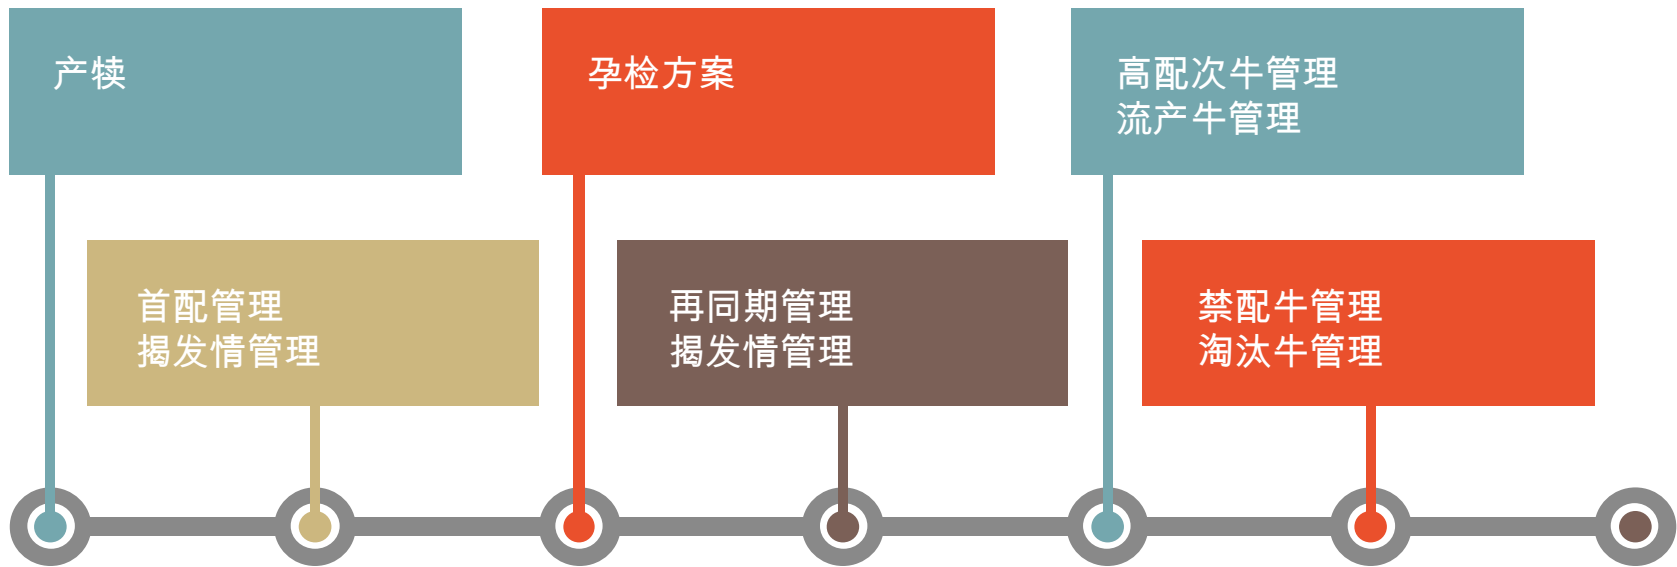 产犊
首配管理
揭发情管理
孕检方案
再同期管理
揭发情管理
高配次牛管理
流产牛管理
禁配牛管理
淘汰牛管理